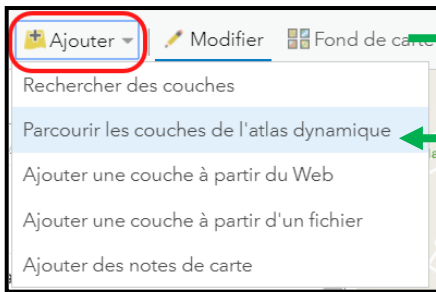 Ajouter Modifier Fond de carte
Rechercher des couches
Parcourir les couches de l'atlas dynamique
Ajouter une couche à partir du Web
Ajouter une couche à partir d'un fichier
Ajouter des notes de carte